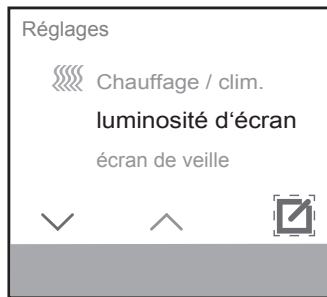 Réglages
Chauffage / clim.
luminosité d‘écran
écran de veille